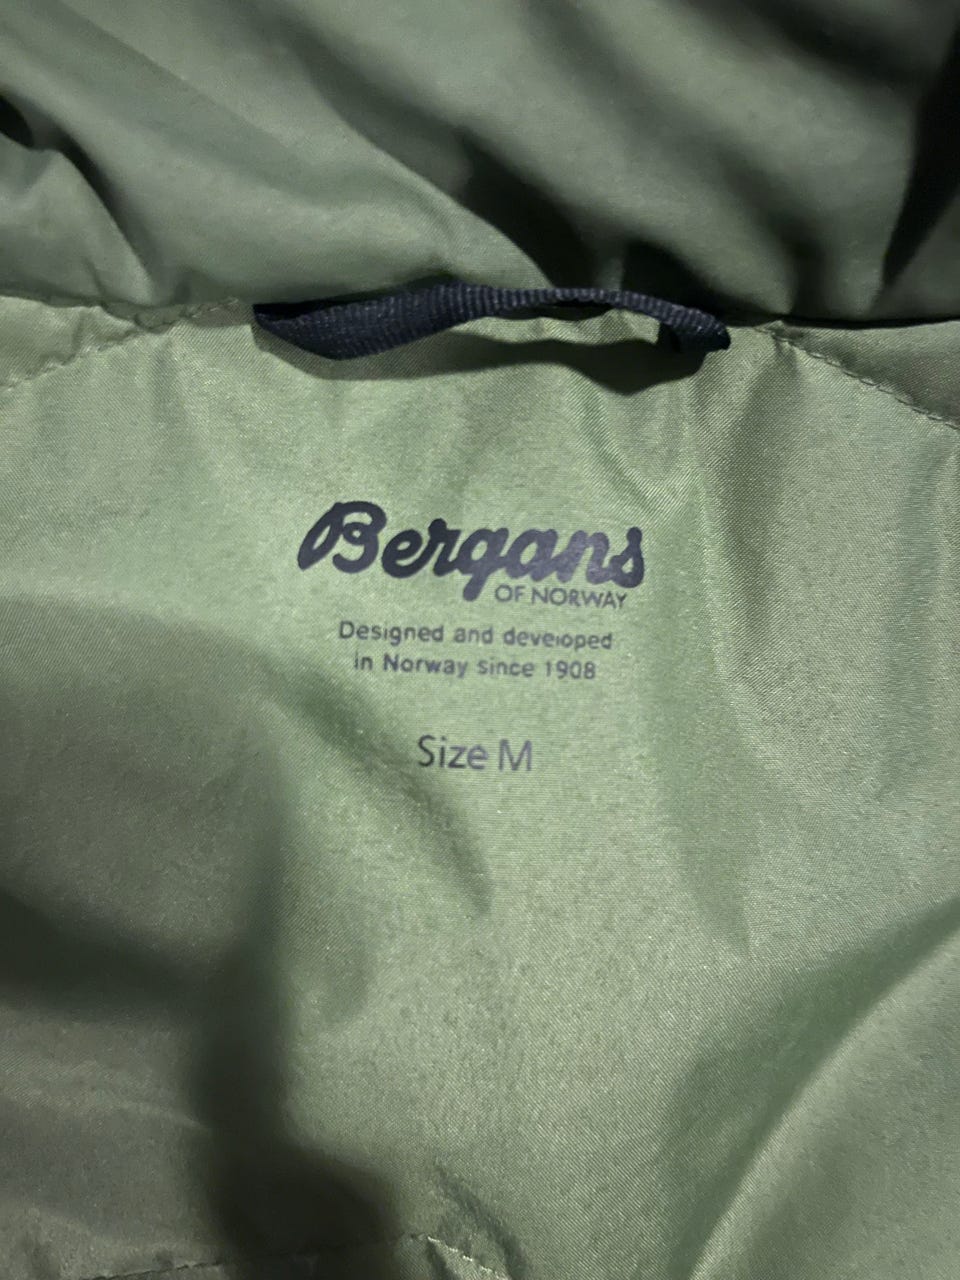 Bergans
OF NORWAY
Designed and developed
in Norway since 1908
Size M